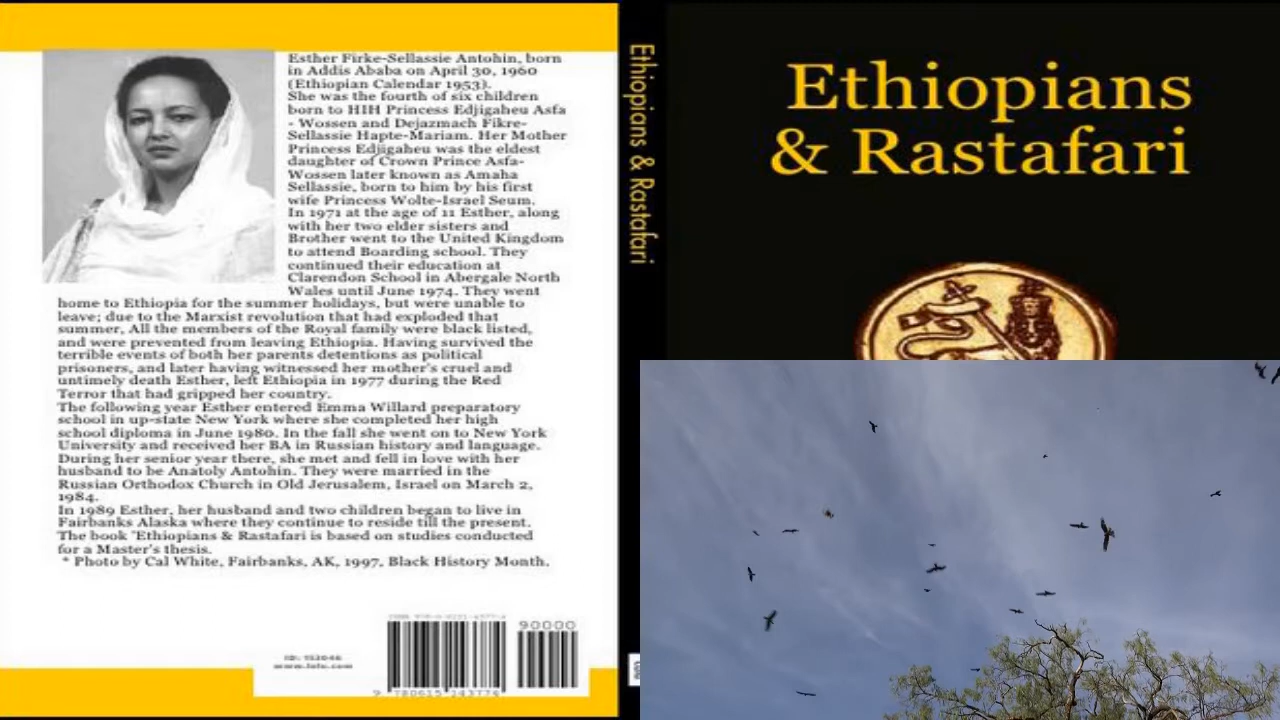 Esther Firke-Sellassie Antohin, born
in Addis Ababa on April 30, 1960
(Ethiopian Calendar 1953).
She was the fourth of six children
born to HIH Princess Edjigaheu Asfa
- Wossen and Dejazmach Fikre-
Sellassie Hapte-Mariam. Her Mother
Princess Edjigaheu was the eldest
daughter of Crown Prince Asfa-
Wossen later known as Amaha
Sellassie, born to him by his first
wife Princess Wolte-Israel Seum.
In 1971 at the age of 11 Esther, along
with her two elder sisters and
Brother went to the United Kingdom
to attend Boarding school. They
continued their education at
Clarendon School in Abergale North
Wales until June 1974. They went
home to Ethiopia for the summer holidays, but were unable to
leave; due to the Marxist revolution that had exploded that
summer, All the members of the Royal family were black listed,
and were prevented from leaving Ethiopia. Having survived the
terrible events of both her parents detentions as political
prisoners, and later having witnessed her mother's cruel and
untimely death Esther, left Ethiopia in 1977 during the Red
Terror that had gripped her country.
The following year Esther entered Emma Willard preparatory
school in up-state New York where she completed her high
school diploma in June 1980. In the fall she went on to New York
University and received her BA in Russian history and language.
During her senior year there, she met and fell in love with her
husband to be Anatoly Antohin. They were married in the
Russian Orthodox Church in Old Jerusalem, Israel on March 2,
1984.
In 1989 Esther, her husband and two children began to live in
Fairbanks Alaska where they continue to reside till the present.
The book "Ethiopians & Rastafari is based on studies conducted
for a Master's thesis.
* Photo by Cal White, Fairbanks, AK, 1997, Black History Month.
90000
www.lulu.com
9 780615 143774
Ethiopians & Rastafari
Ethiopians
& Rastafari